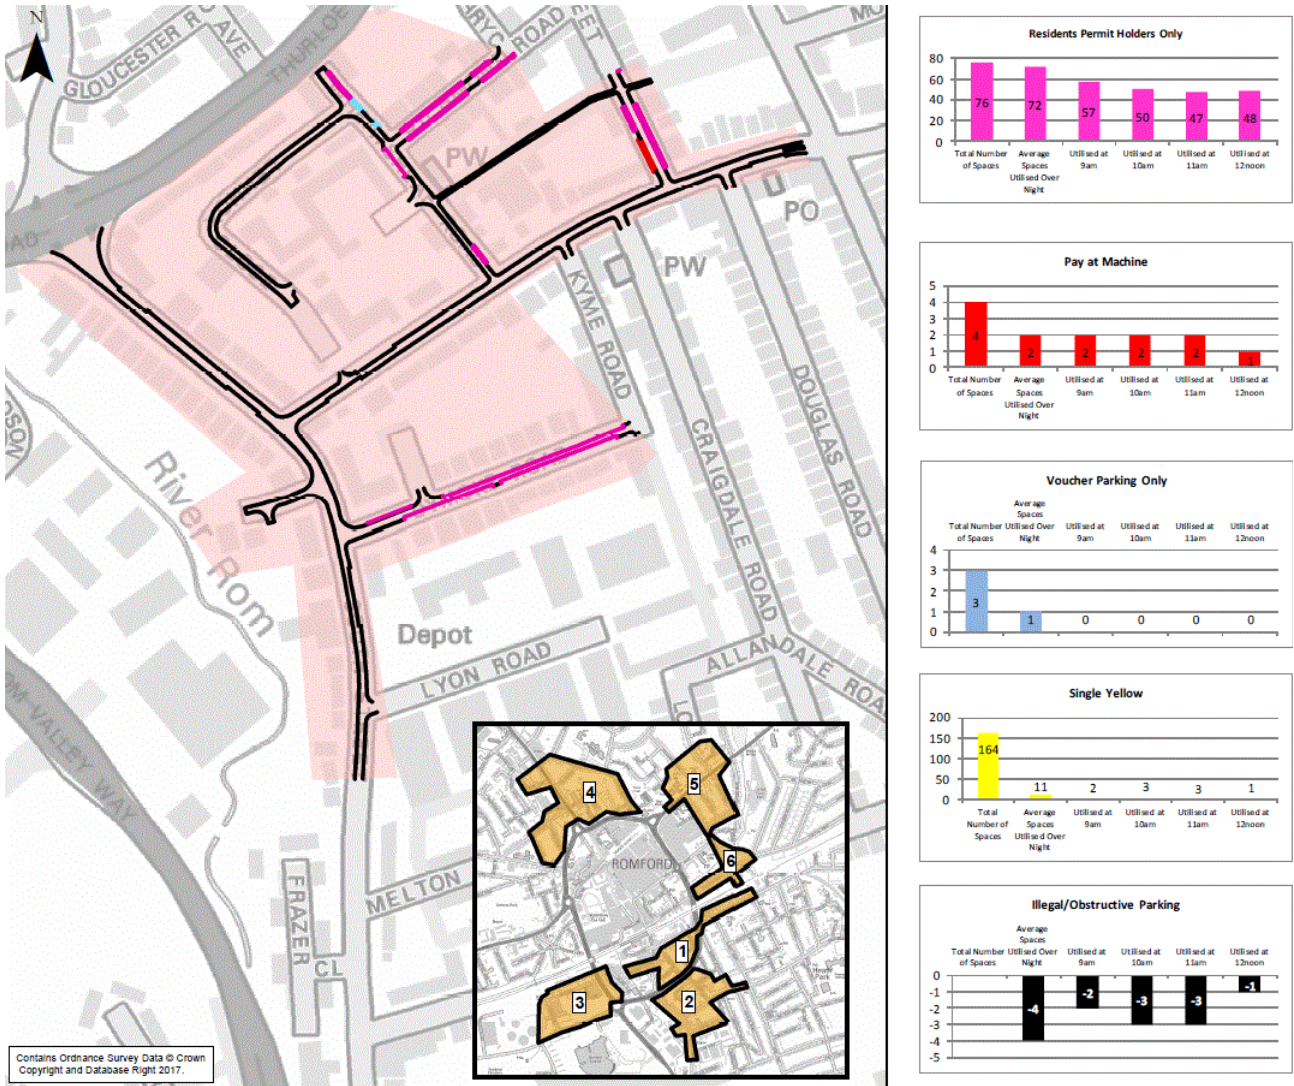 N
GLOUCESTER RO
AVE
THURLOE
ARYC
ROAD
EET
MO
PW
PO
PW
OAD
KYME ROAD
DOUGLAS ROAD
CRAIGDALE ROAD
DSON
River Rom
Depot
LYON ROAD
ALLANDALE ROAD
LO
OM VALLEY WAY
MELTON
FRAZER
CL
4
5
ROMFORD
6
1
3
2
Contains Ordnance Survey Data © Crown
Copyright and Database Right 2017.
Residents Permit Holders Only
80
60
40
20
0
76
72
57
50
47
48
Total Number of Spaces
Average Spaces Utilised Over Night
Utilised at 9am
Utilised at 10am
Utilised at 11am
Utilised at 12noon
Pay at Machine
5
4
3
2
1
0
4
2
2
2
2
1
Total Number of Spaces
Average Spaces Utilised Over Night
Utilised at 9am
Utilised at 10am
Utilised at 11am
Utilised at 12noon
Voucher Parking Only
Total Number of Spaces
Average Spaces Utilised Over Night
Utilised at 9am
Utilised at 10am
Utilised at 11am
Utilised at 12noon
4
3
2
1
0
3
1
0
0
0
0
Single Yellow
200
150
100
50
0
164
11
2
3
3
1
Total Number of Spaces
Average Spaces Utilised Over Night
Utilised at 9am
Utilised at 10am
Utilised at 11am
Utilised at 12noon
Illegal/Obstructive Parking
Total Number of Spaces
Average Spaces Utilised Over Night
Utilised at 9am
Utilised at 10am
Utilised at 11am
Utilised at 12noon
0
-1
-2
-3
-4
-5
-4
-2
-3
-3
-1